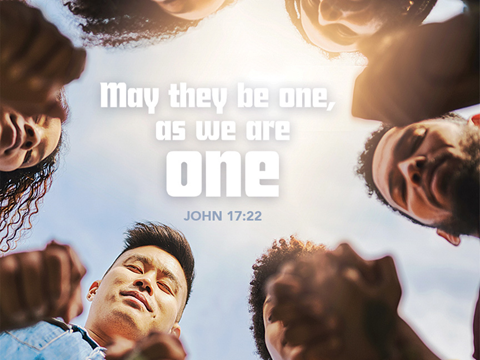 May they be one,
as we are
one
JOHN 17:22